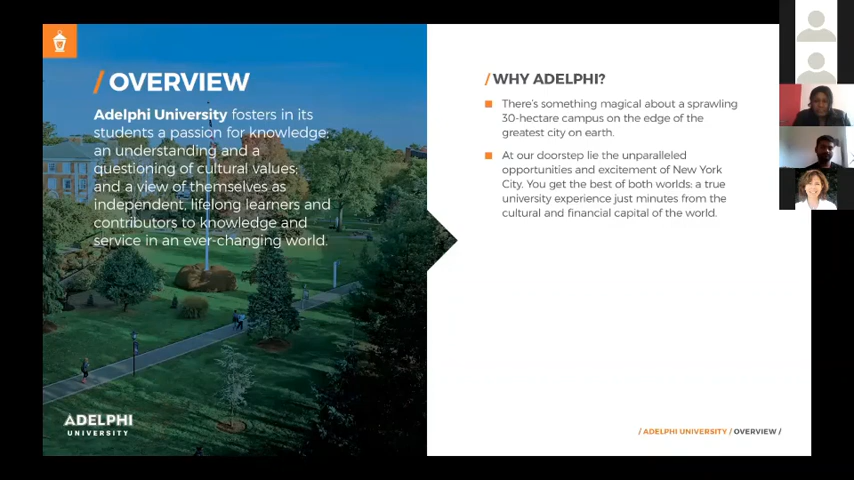 / OVERVIEW
Adelphi University fosters in its
students a passion for knowledge;
an understanding and a
questioning of cultural values;
and a view of themselves as
independent, lifelong learners and
contributors to knowledge and
service in an ever-changing world.
ADELPHI
UNIVERSITY
/ WHY ADELPHI?
There's something magical about a sprawling
30-hectare campus on the edge of the
greatest city on earth.
At our doorstep lie the unparalleled
opportunities and excitement of New York
City. You get the best of both worlds: a true
university experience just minutes from the
cultural and financial capital of the world.
/ ADELPHI UNIVERSITY / OVERVIEW /